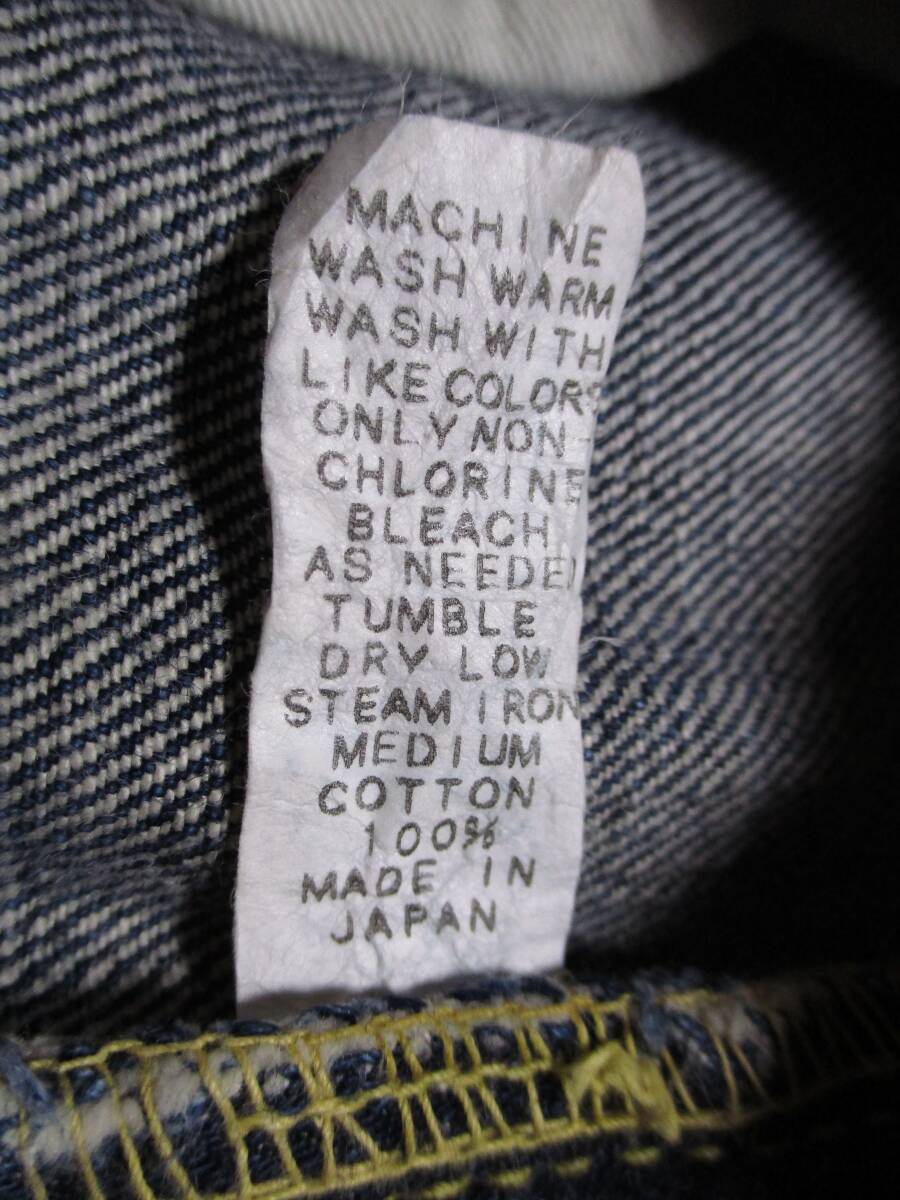 MACHINE
WASH WARM
WASH WITH
LIKE COLORS
ONLY NON-
CHLORINE
BLEACH
AS NEEDED
TUMBLE
DRY LOW
STEAM IRON
MEDIUM
COTTON
100%
MADE IN
JAPAN